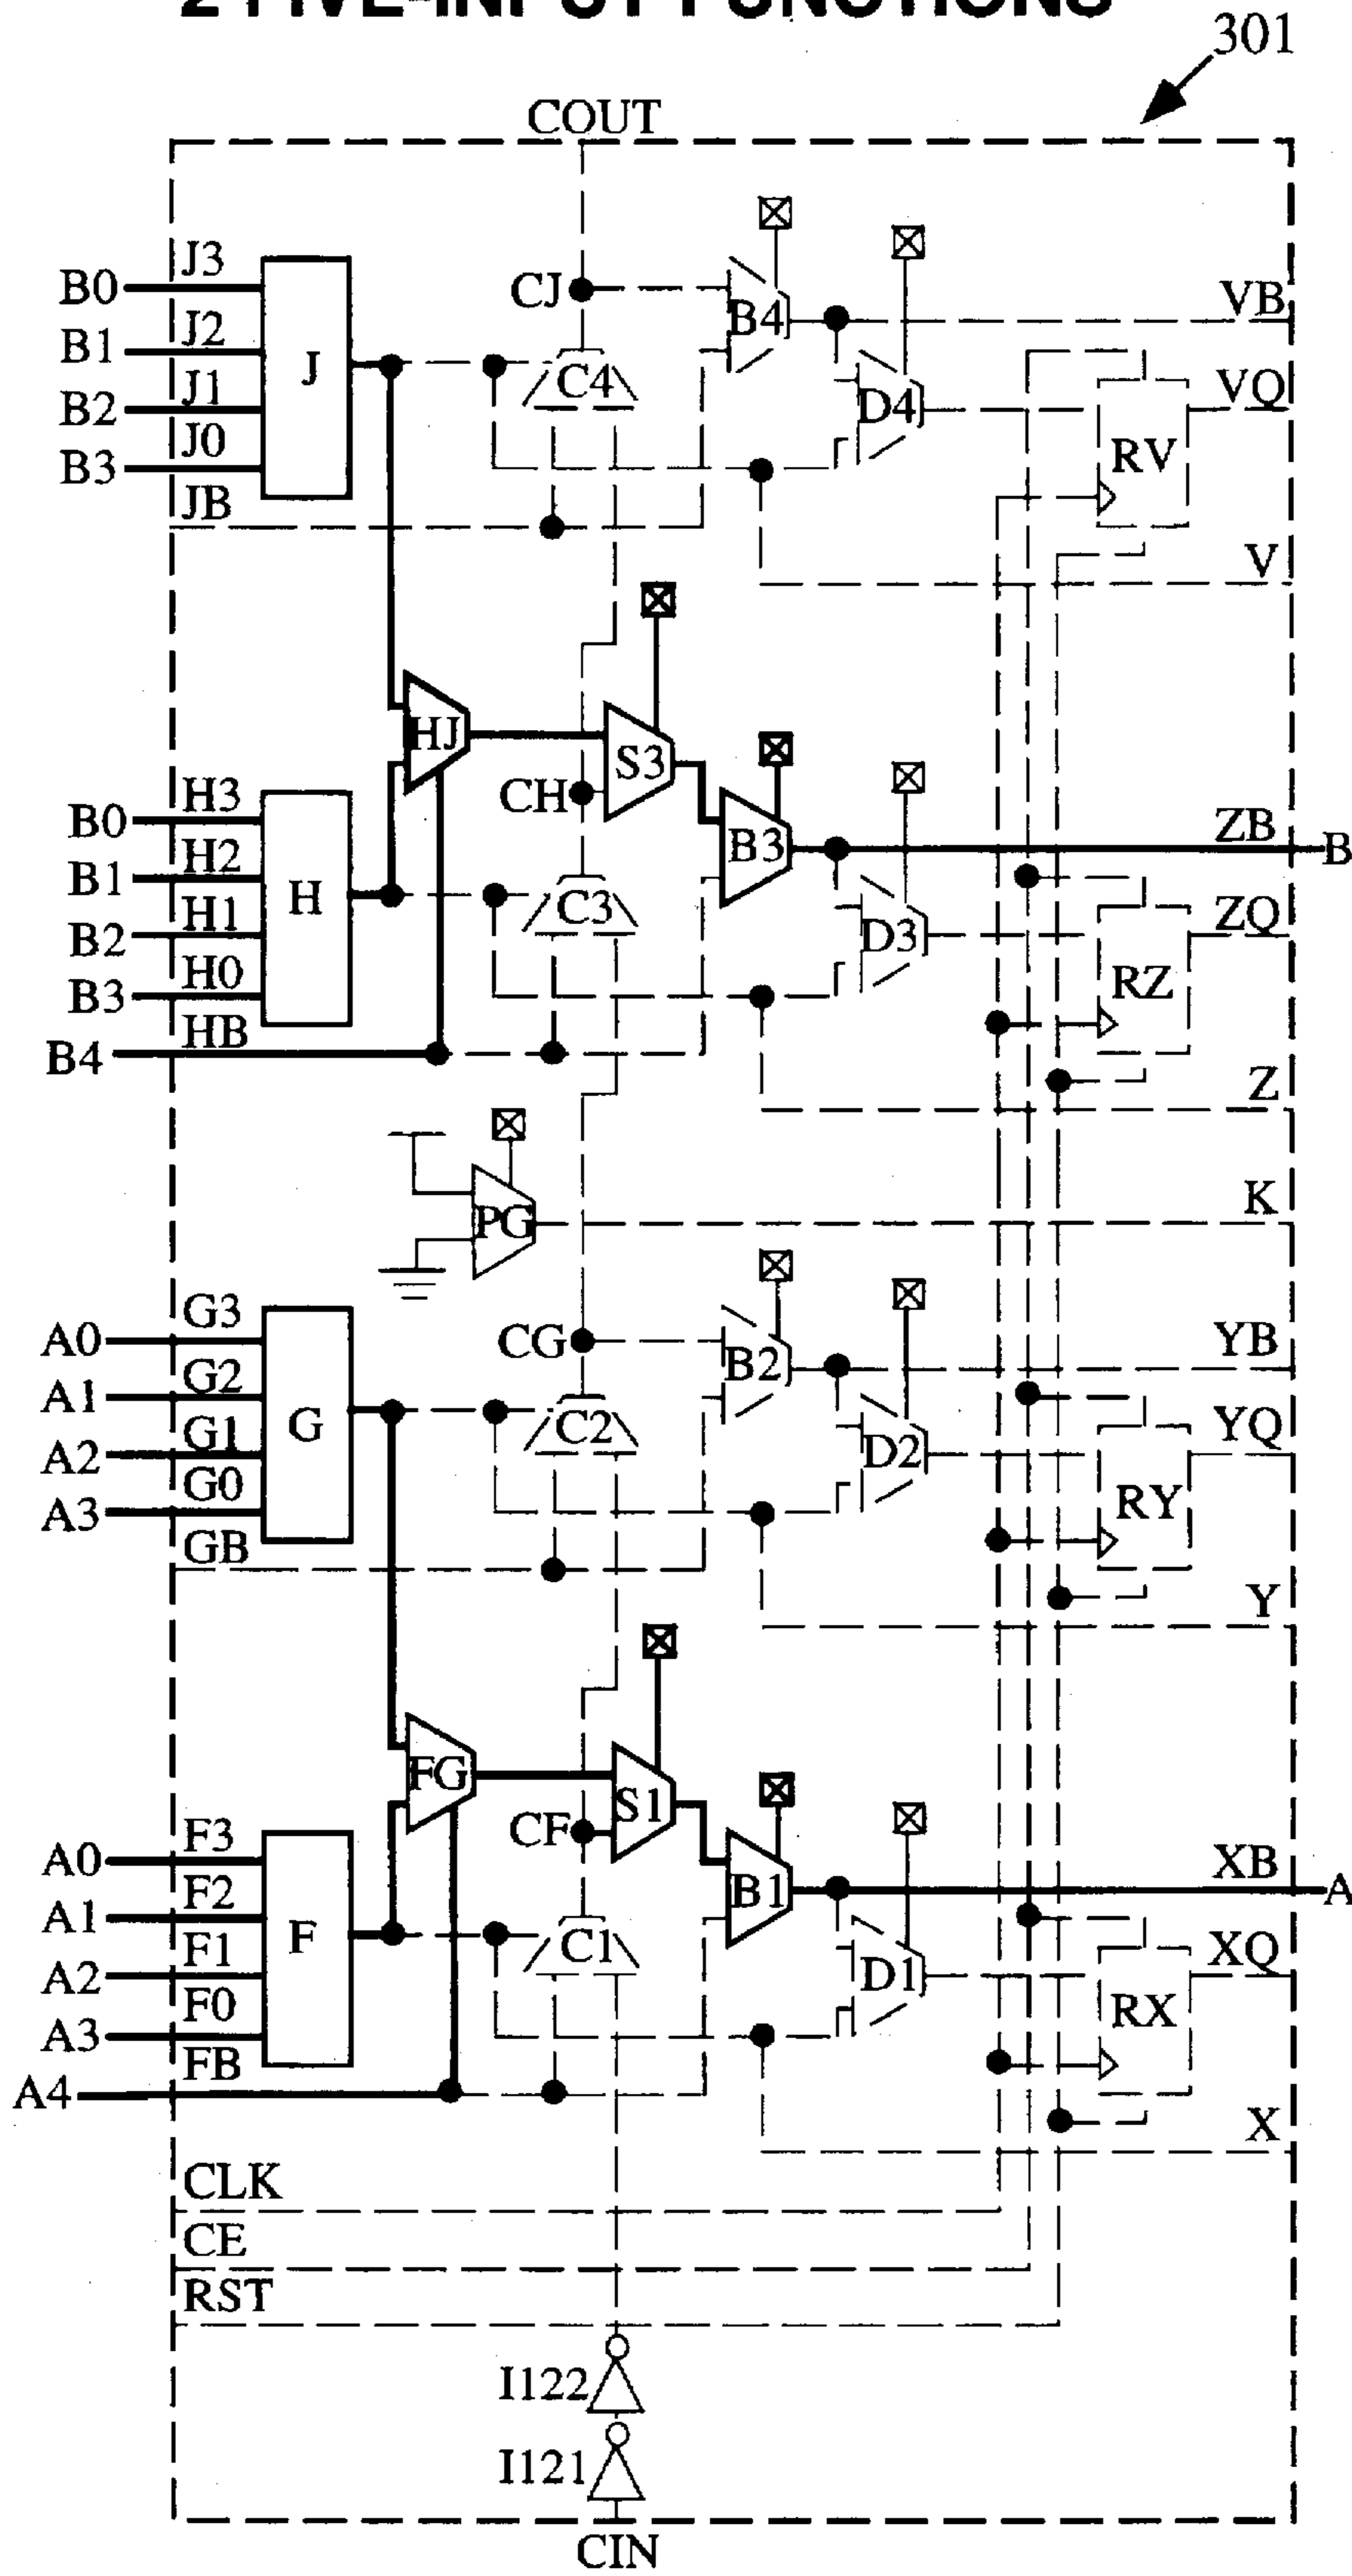 2 FIVE-INPUT FUNCTIONS
301
COUT
J3
B0
CJ
B4
VB
J2
B1
J
C4
D4
VQ
J1
B2
J0
B3
RV
JB
V
HJ
S3
CH
H3
B0
B3
ZB
B
H2
B1
H
C3
D3
ZQ
H1
B2
H0
B3
RZ
HB
B4
Z
PG
K
G3
A0
CG
B2
YB
G2
A1
G
C2
D2
YQ
G1
A2
G0
A3
RY
GB
Y
FG
S1
CF
F3
A0
B1
XB
A
F2
A1
F
C1
D1
XQ
F1
A2
F0
A3
RX
FB
A4
X
CLK
CE
RST
I122
I121
CIN